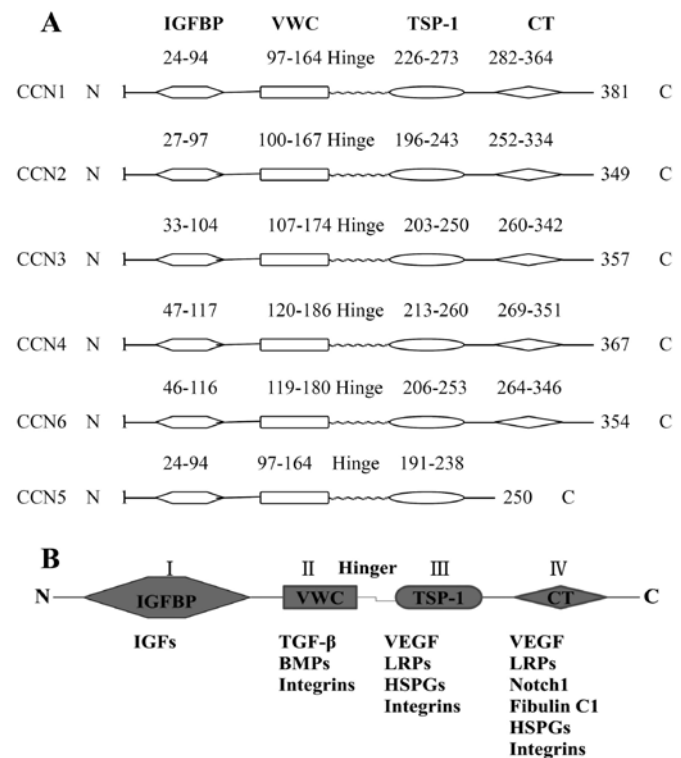 A IGFBP VWC TSP-1 CT
24-94 97-164 Hinge 226-273 282-364
CCN1 N 381 C
27-97 100-167 Hinge 196-243 252-334
CCN2 N 349 C
33-104 107-174 Hinge 203-250 260-342
CCN3 N 357 C
47-117 120-186 Hinge 213-260 269-351
CCN4 N 367 C
46-116 119-180 Hinge 206-253 264-346
CCN6 N 354 C
24-94 97-164 Hinge 191-238
CCN5 N 250 C
B I II Hinger III IV
N IGFBP VWC TSP-1 CT C
IGFs TGF-β VEGF VEGF
BMPs LRPs LRPs
Integrins HSPGs Notch1
Integrins Fibulin C1
HSPGs
Integrins